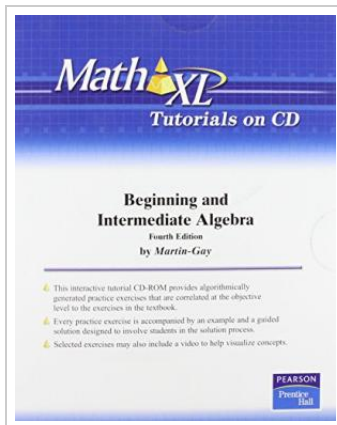 Math XL
Tutorials on CD
Beginning and
Intermediate Algebra
Fourth Edition
by Martin-Gay
This interactive tutorial CD-ROM provides algorithmically
generated practice exercises that are correlated at the objective
level to the exercises in the textbook.
Every practice exercise is accompanied by an example and a guided
solution designed to involve students in the solution process.
Selected exercises may also include a video to help visualize concepts.
PEARSON
Prentice
Hall